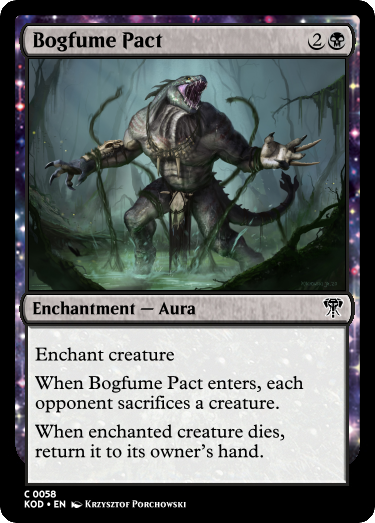 Bogfume Pact 2
Enchantment — Aura
Enchant creature
When Bogfume Pact enters, each
opponent sacrifices a creature.
When enchanted creature dies,
return it to its owner's hand.
C 0058
KOD • EN Krzysztof Porchowski